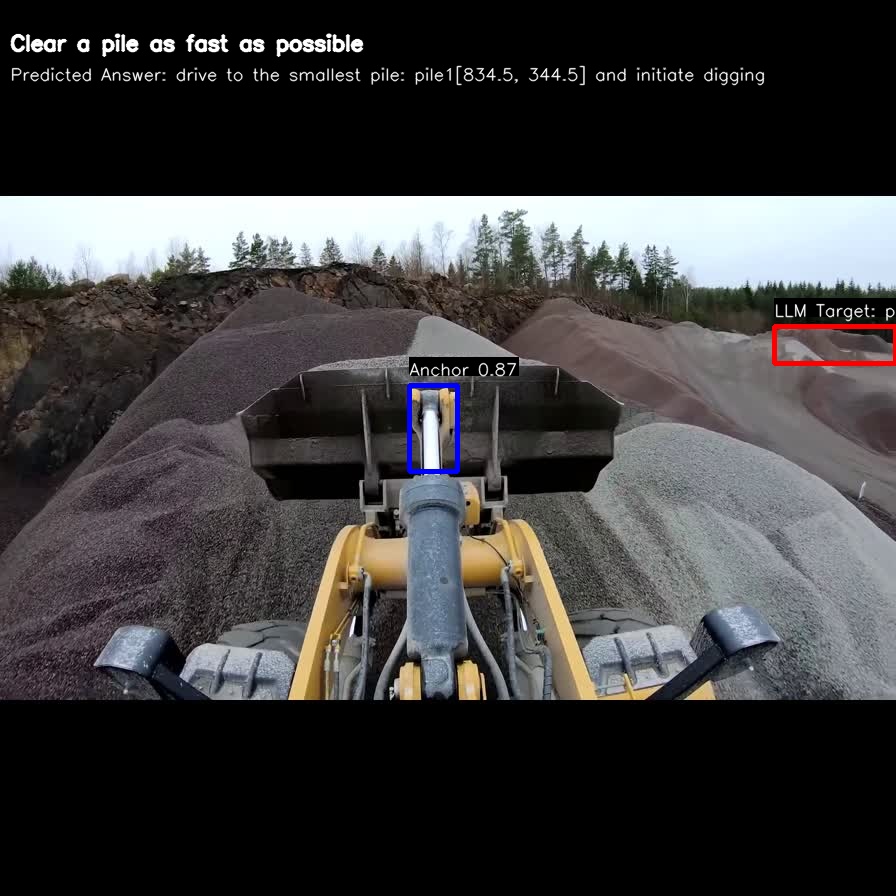 Clear a pile as fast as possible
Predicted Answer: drive to the smallest pile: pile1[834.5, 344.5] and initiate digging
LLM Target: p
Anchor 0.87